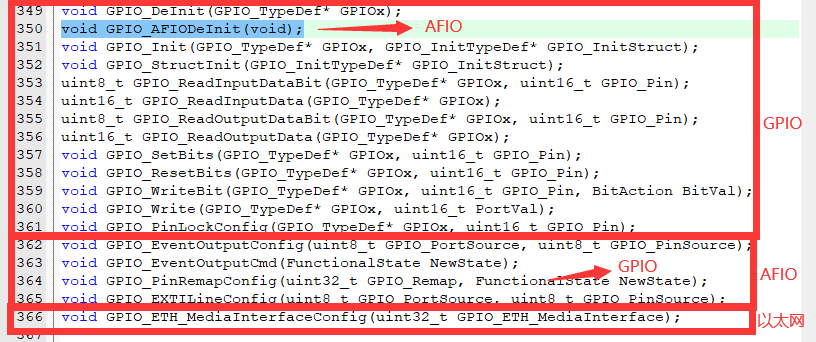 349 void GPIO_DeInit(GPIO_TypeDef* GPIOx);
350 void GPIO_AFIODeInit(void); AFIO
351 void GPIO_Init(GPIO_TypeDef* GPIOx, GPIO_InitTypeDef* GPIO_InitStruct);
352 void GPIO_StructInit(GPIO_InitTypeDef* GPIO_InitStruct);
353 uint8_t GPIO_ReadInputDataBit(GPIO_TypeDef* GPIOx, uint16_t GPIO_Pin);
354 uint16_t GPIO_ReadInputData(GPIO_TypeDef* GPIOx);
355 uint8_t GPIO_ReadOutputDataBit(GPIO_TypeDef* GPIOx, uint16_t GPIO_Pin);
GPIO
356 uint16_t GPIO_ReadOutputData(GPIO_TypeDef* GPIOx);
357 void GPIO_SetBits(GPIO_TypeDef* GPIOx, uint16_t GPIO_Pin);
358 void GPIO_ResetBits(GPIO_TypeDef* GPIOx, uint16_t GPIO_Pin);
359 void GPIO_WriteBit(GPIO_TypeDef* GPIOx, uint16_t GPIO_Pin, BitAction BitVal);
360 void GPIO_Write(GPIO_TypeDef* GPIOx, uint16_t PortVal);
361 void GPIO_PinLockConfig(GPIO_TypeDef* GPIOx, uint16_t GPIO_Pin);
362 void GPIO_EventOutputConfig(uint8_t GPIO_PortSource, uint8_t GPIO_PinSource);
363 void GPIO_EventOutputCmd(FunctionalState NewState); GPIO
AFIO
364 void GPIO_PinRemapConfig(uint32_t GPIO_Remap, FunctionalState NewState);
365 void GPIO_EXTILineConfig(uint8_t GPIO_PortSource, uint8_t GPIO_PinSource);
366 void GPIO_ETH_MediaInterfaceConfig(uint32_t GPIO_ETH_MediaInterface); 以太网
367